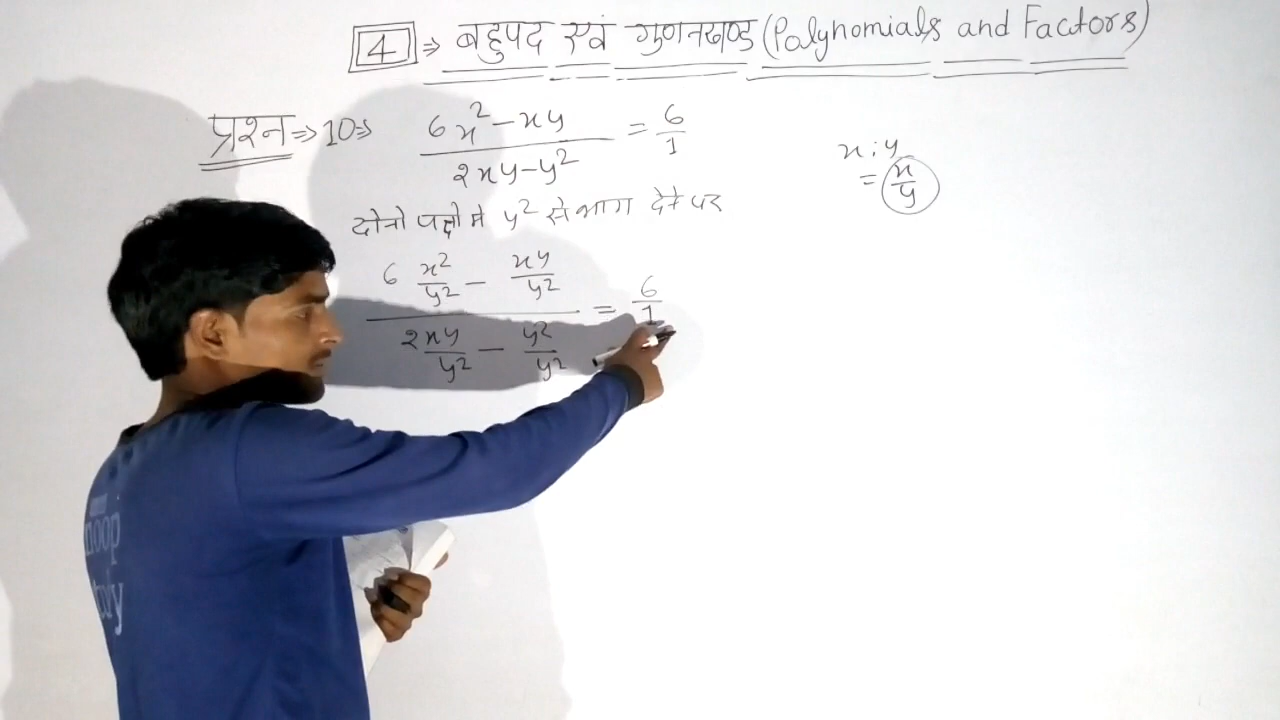 4 ⇒ बहुपद एवं गुणनखण्ड (Polynomials and Factors)
प्रश्न ⇒ 10 ⇒ 6x² - xy / 2xy - y² = 6/1
x : y
= x/y
दोनो पक्षो मे y² से भाग देने पर
6 x²/y² - xy/y² / 2xy/y² - y²/y² = 6/1